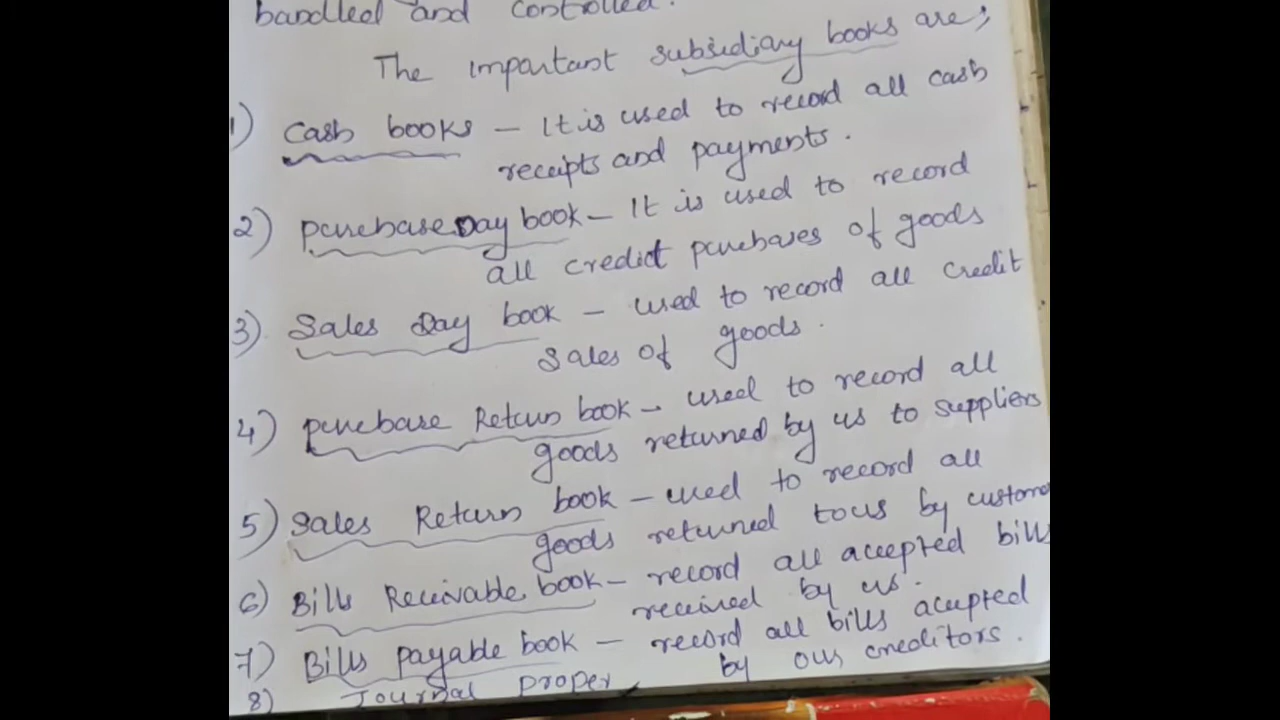 handled and controlled.
The important subsidiary books are;
1) Cash books - It is used to record all cash
receipts and payments.
2) purchase Day book - It is used to record
all credict purchases of goods
3) Sales Day book - used to record all credit
sales of goods.
4) purchase Return book - used to record all
goods returned by us to suppliers
5) Sales Return book - used to record all
goods returned to us by custome
6) Bills Receivable book - record all accepted bills
received by us.
7) Bills payable book - record all bills accepted
by our creditors.
8) Journal proper